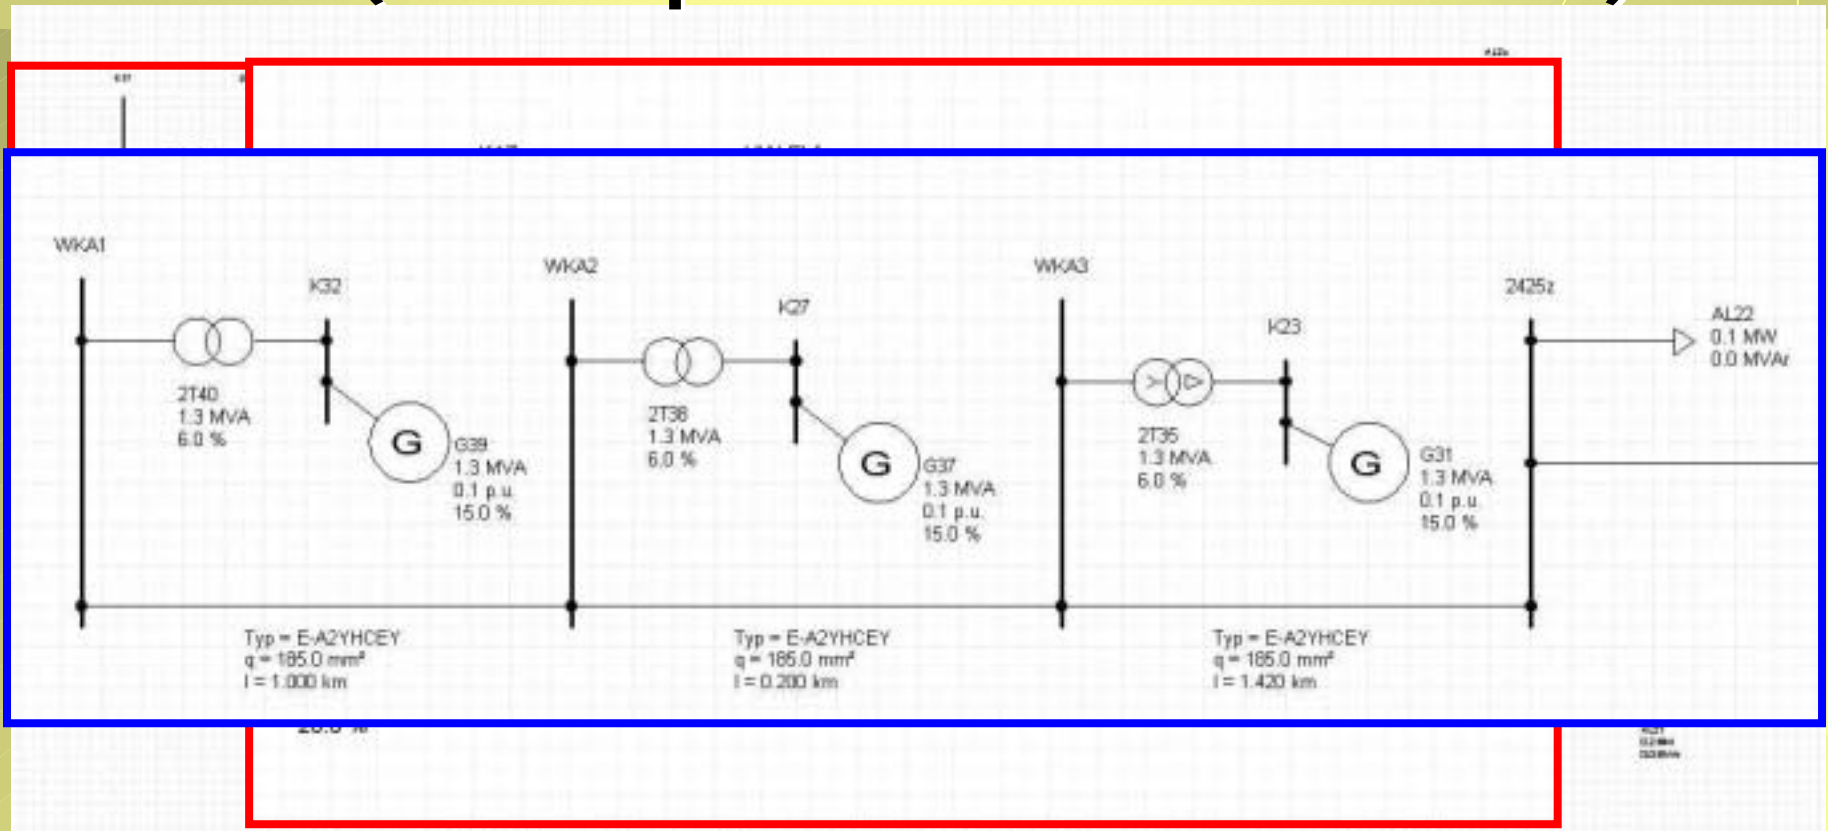 WKA1
K32
2T40
1.3 MVA
6.0 %
G39
1.3 MVA
0.1 p.u.
15.0 %
WKA2
K27
2T38
1.3 MVA
6.0 %
G37
1.3 MVA
0.1 p.u.
15.0 %
WKA3
K23
2T35
1.3 MVA
6.0 %
G31
1.3 MVA
0.1 p.u.
15.0 %
2425z
AL22
0.1 MW
0.0 MVAr
Typ = E-A2YHCEY
q = 185.0 mm²
l = 1.000 km
Typ = E-A2YHCEY
q = 185.0 mm²
l = 0.200 km
Typ = E-A2YHCEY
q = 185.0 mm²
l = 1.420 km